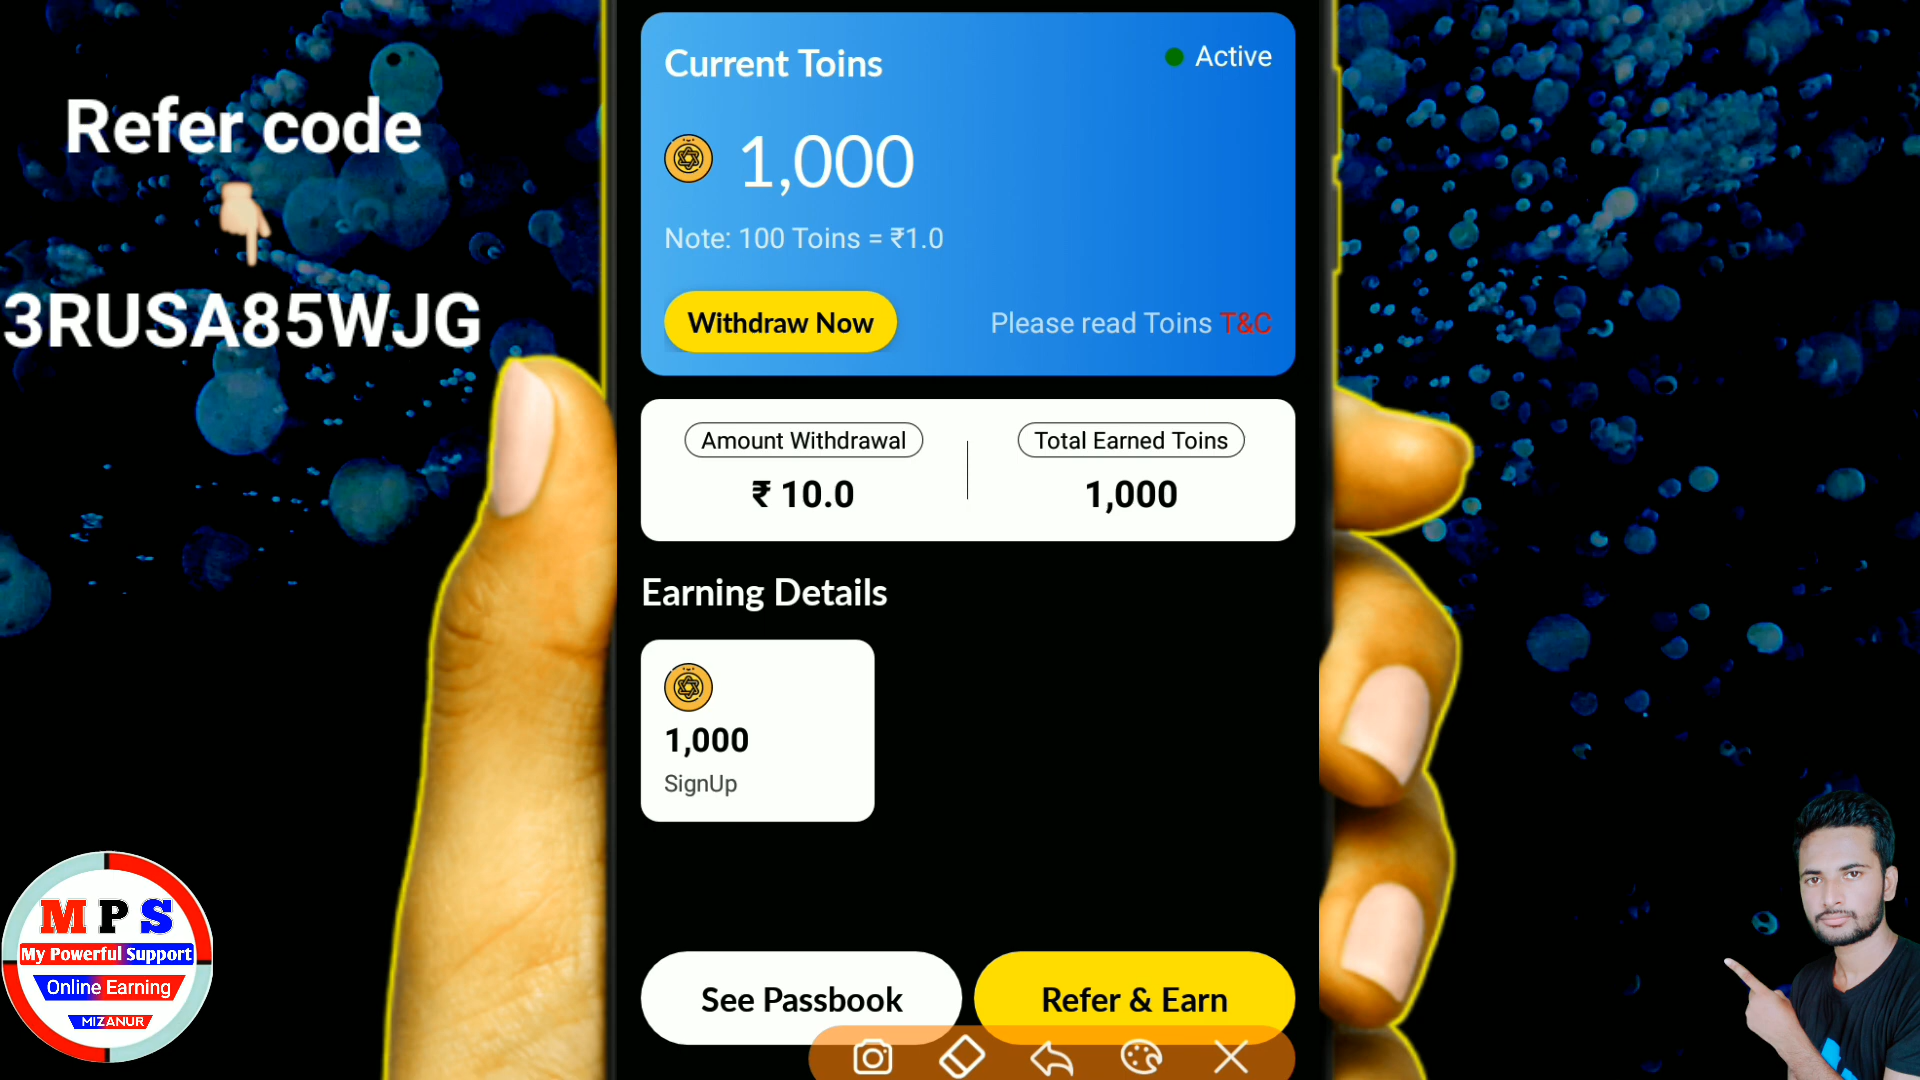 Refer code
3RUSA85WJG
Current Toins
Active
1,000
Note: 100 Toins = ₹1.0
Withdraw Now
Please read Toins T&C
Amount Withdrawal
Total Earned Toins
₹ 10.0
1,000
Earning Details
1,000
SignUp
See Passbook
Refer & Earn
M P S
My Powerful Support
Online Earning
MIZANUR